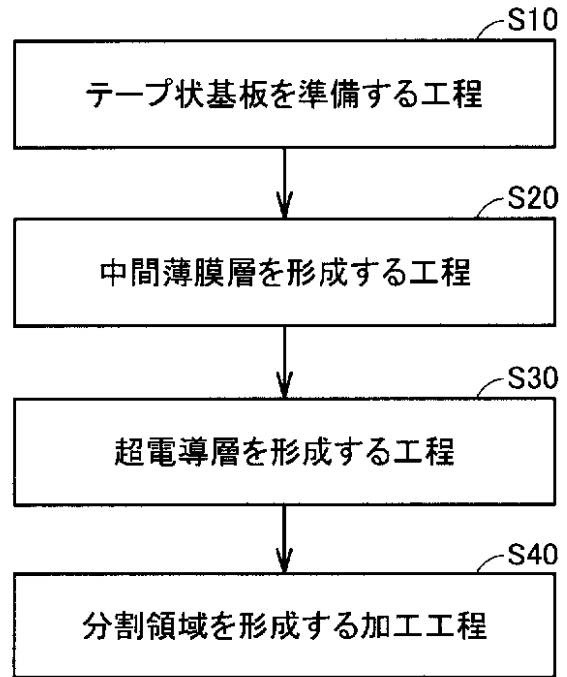 S10
テープ状基板を準備する工程
S20
中間薄膜層を形成する工程
S30
超電導層を形成する工程
S40
分割領域を形成する加工工程